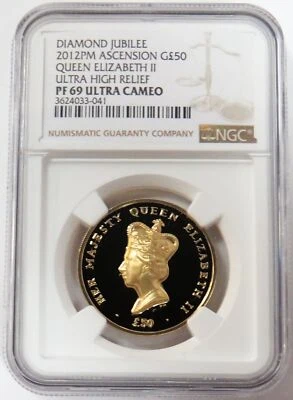 DIAMOND JUBILEE
2012PM ASCENSION G£50
QUEEN ELIZABETH II
ULTRA HIGH RELIEF
PF 69 ULTRA CAMEO
3624033-041
NUMISMATIC GUARANTY COMPANY
NGC
HER MAJESTY QUEEN ELIZABETH II
£50